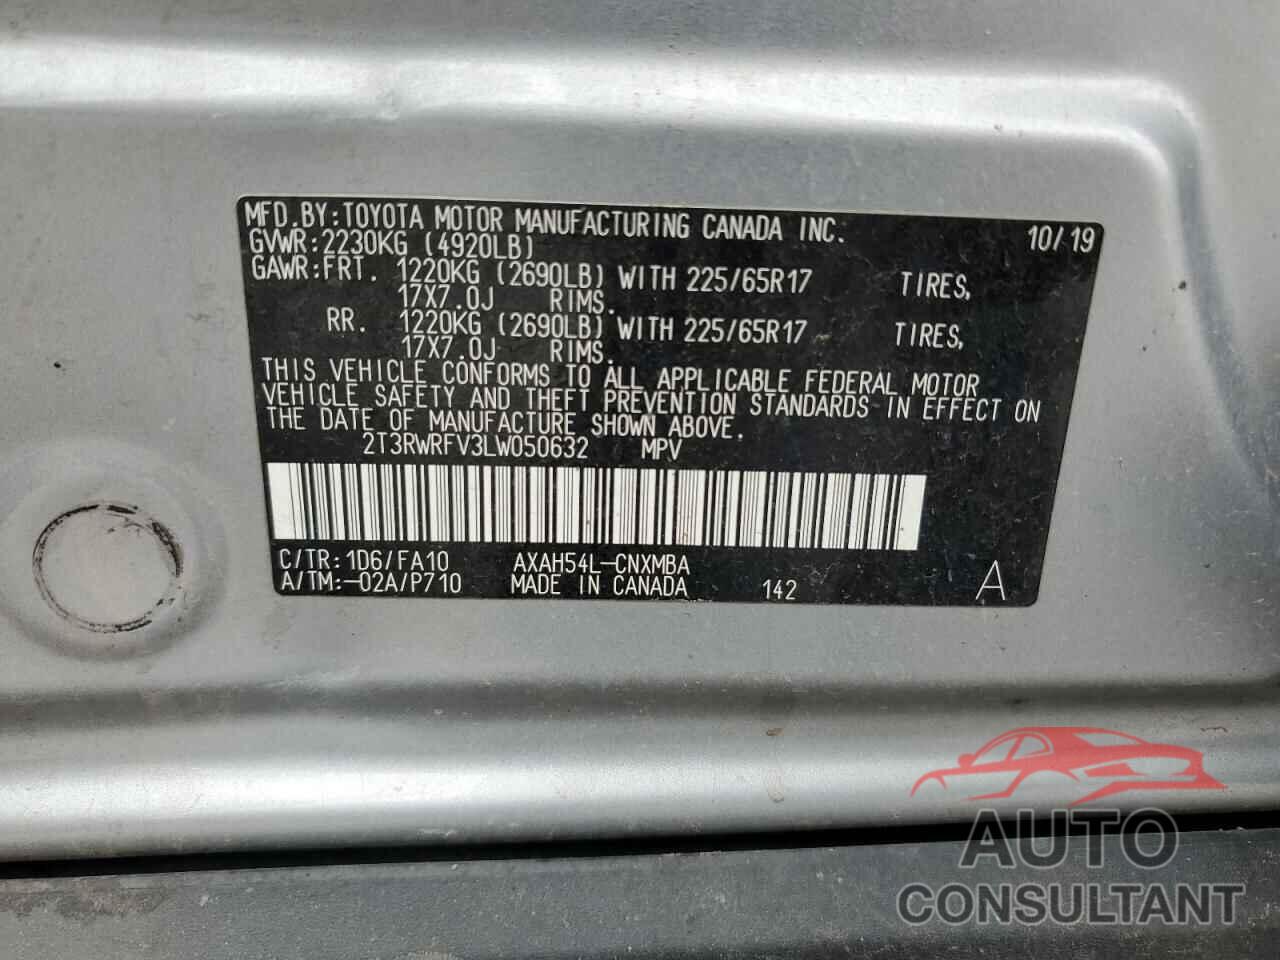 MFD.BY:TOYOTA MOTOR MANUFACTURING CANADA INC. 10/19
GVWR:2230KG (4920LB)
GAWR:FRT. 1220KG (2690LB) WITH 225/65R17 TIRES,
17X7.0J RIMS.
RR. 1220KG (2690LB) WITH 225/65R17 TIRES,
17X7.0J RIMS.
THIS VEHICLE CONFORMS TO ALL APPLICABLE FEDERAL MOTOR
VEHICLE SAFETY AND THEFT PREVENTION STANDARDS IN EFFECT ON
THE DATE OF MANUFACTURE SHOWN ABOVE.
2T3RWRFV3LW050632 MPV
C/TR:1D6/FA10 AXAH54L-CNXMBA
A/TM:-02A/P710 MADE IN CANADA 142 A
AUTO
CONSULTANT